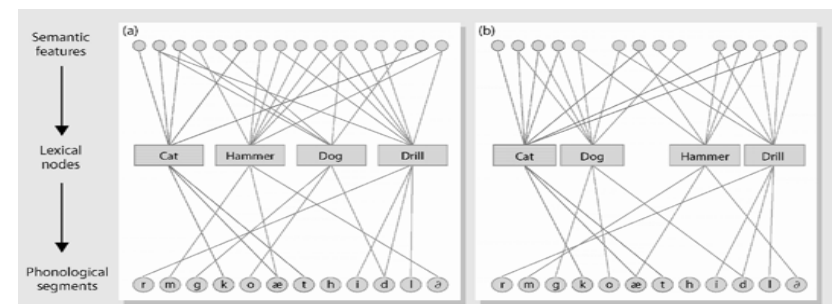 Semantic
features
Lexical
nodes
Phonological
segments
(a)
Cat Hammer Dog Drill
r m g k o æ t h i d l ə
(b)
Cat Dog Hammer Drill
r m g k o æ t h i d l ə